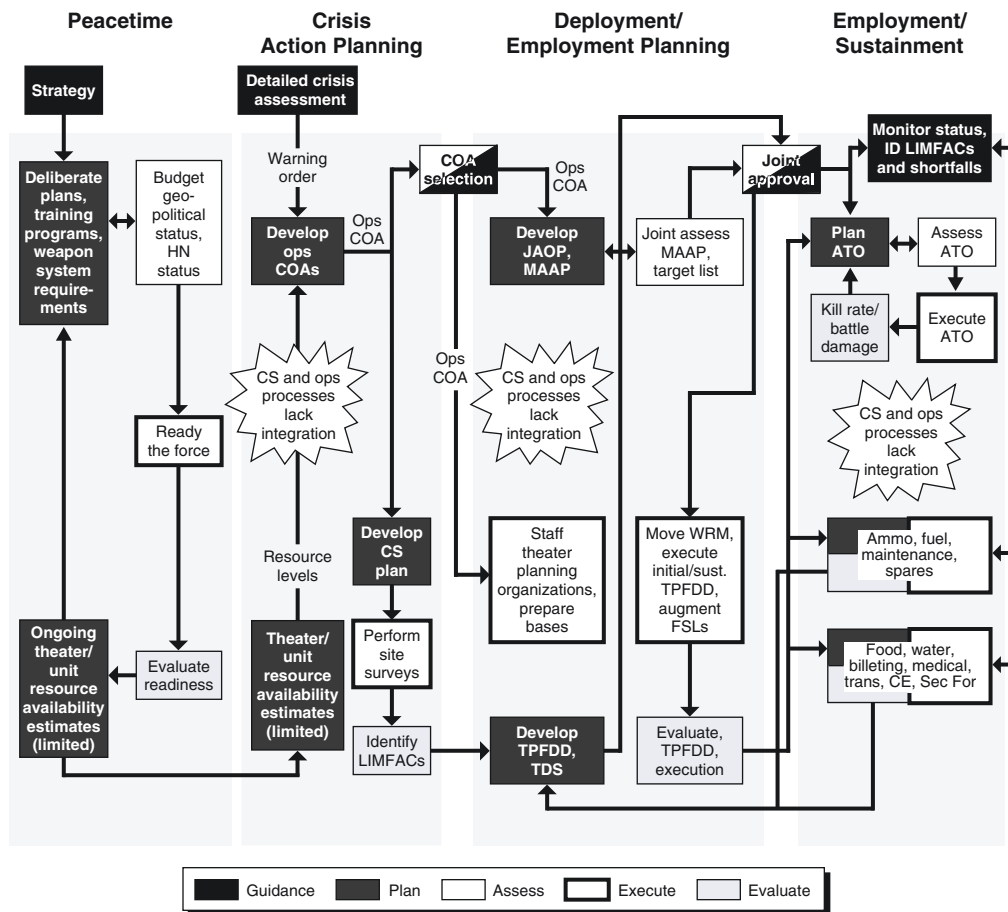 Peacetime
Crisis
Action Planning
Deployment/
Employment Planning
Employment/
Sustainment
Strategy
Deliberate
plans,
training
programs,
weapon
system
require-
ments
Budget
geo-
political
status,
HN
status
Ready
the force
Evaluate
readiness
Ongoing
theater/
unit
resource
availability
estimates
(limited)
Detailed crisis
assessment
Warning
order
Develop
ops
COAs
Ops
COA
CS and ops
processes
lack
integration
Resource
levels
Theater/
unit
resource
availability
estimates
(limited)
Develop
CS
plan
Perform
site
surveys
Identify
LIMFACs
COA
selection
Ops
COA
Ops
COA
Develop
JAOP,
MAAP
Joint assess
MAAP,
target list
CS and ops
processes
lack
integration
Staff
theater
planning
organizations,
prepare
bases
Move WRM,
execute
initial/sust.
TPFDD,
augment
FSLs
Develop
TPFDD,
TDS
Evaluate,
TPFDD,
execution
Joint
approval
Monitor status,
ID LIMFACs
and shortfalls
Plan
ATO
Assess
ATO
Kill rate/
battle
damage
Execute
ATO
CS and ops
processes
lack
integration
Ammo, fuel,
maintenance,
spares
Food, water,
billeting, medical,
trans, CE, Sec For
Guidance
Plan
Assess
Execute
Evaluate